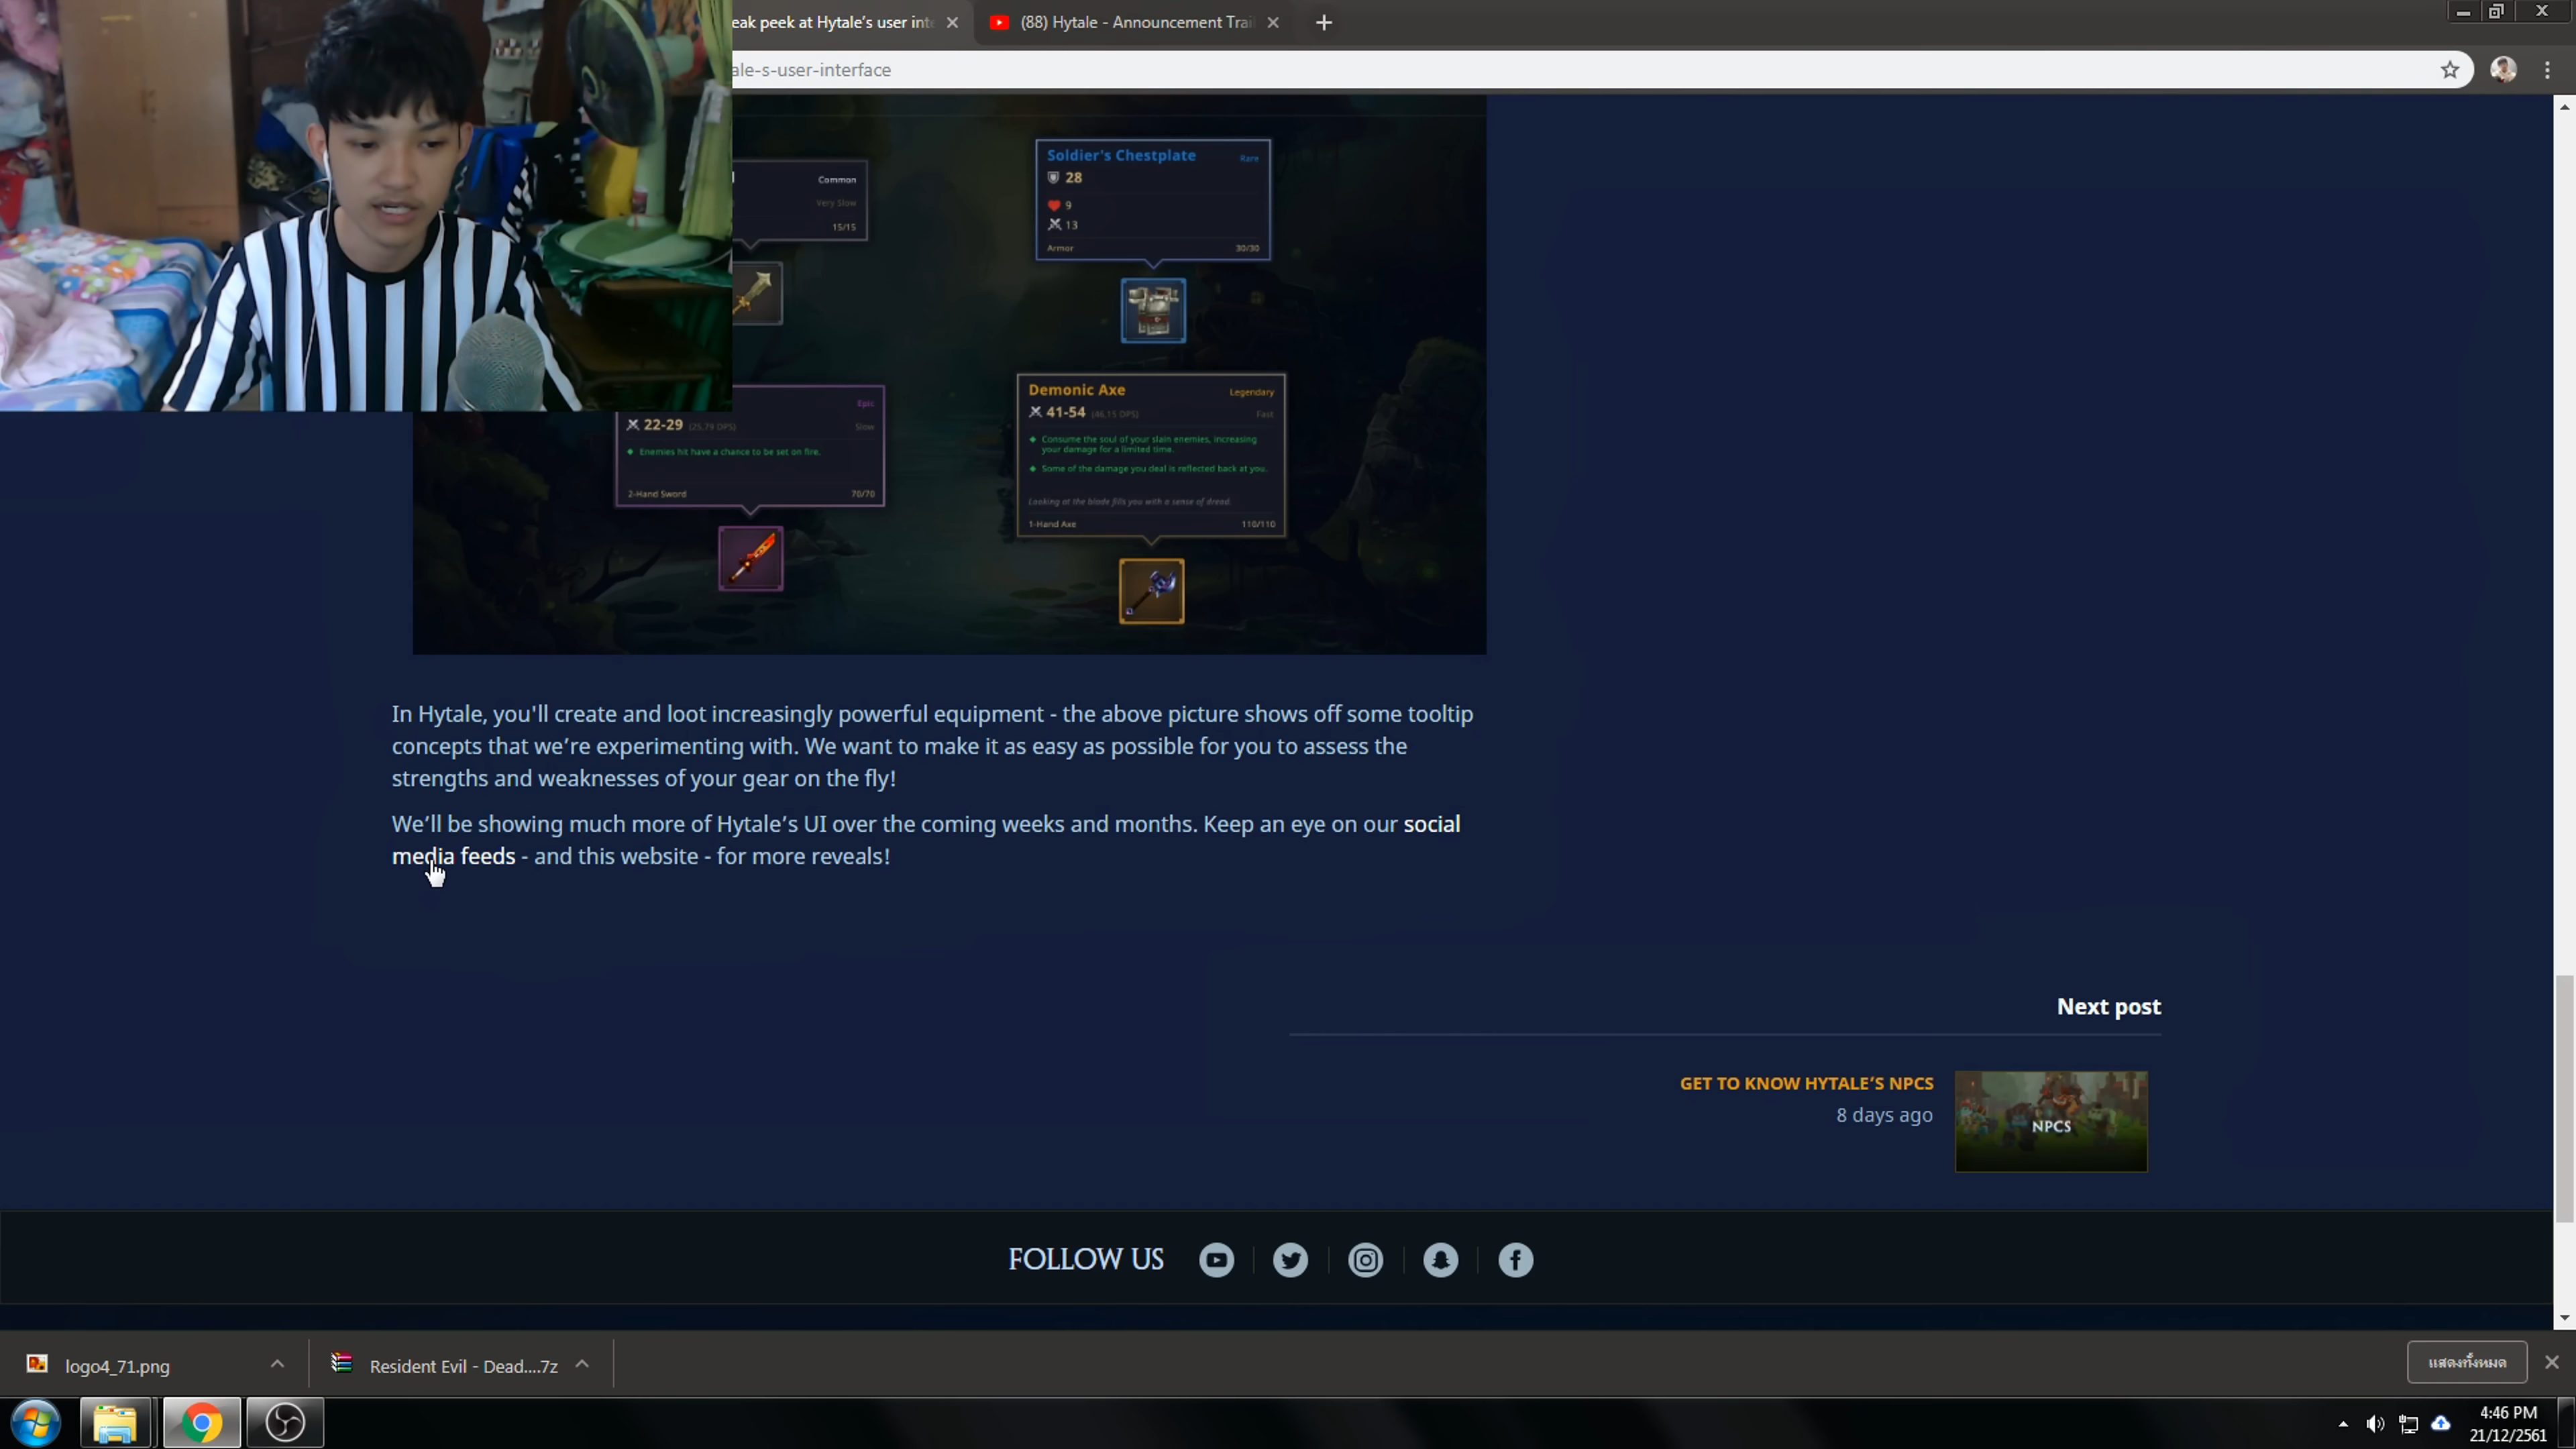 eak peek at Hytale's user inte
(88) Hytale - Announcement Trail
ale-s-user-interface
Common
Very Slow
15/15
Soldier's Chestplate Rare
28
9
13
Armor 30/30
Epic
22-29 (25.79 DPS) Slow
Enemies hit have a chance to be set on fire.
2-Hand Sword 70/70
Demonic Axe Legendary
41-54 (46.15 DPS) Fast
Consume the soul of your slain enemies, increasing
your damage for a limited time.
Some of the damage you deal is reflected back at you.
Looking at the blade fills you with a sense of dread.
1-Hand Axe 110/110
In Hytale, you'll create and loot increasingly powerful equipment - the above picture shows off some tooltip
concepts that we're experimenting with. We want to make it as easy as possible for you to assess the
strengths and weaknesses of your gear on the fly!
We'll be showing much more of Hytale's UI over the coming weeks and months. Keep an eye on our social
media feeds - and this website - for more reveals!
Next post
GET TO KNOW HYTALE'S NPCS
8 days ago
NPCS
FOLLOW US
logo4_71.png
Resident Evil - Dead....7z
แสดงทั้งหมด
4:46 PM
21/12/2561